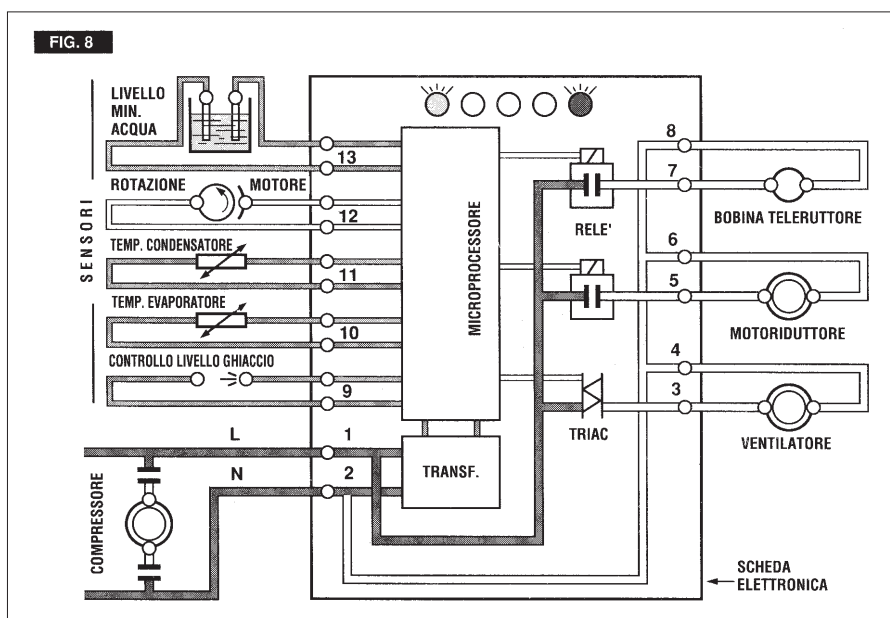 FIG. 8
LIVELLO
MIN.
ACQUA
13
ROTAZIONE
MOTORE
12
TEMP. CONDENSATORE
11
TEMP. EVAPORATORE
10
CONTROLLO LIVELLO GHIACCIO
9
SENSORI
L
1
N
2
COMPRESSORE
MICROPROCESSORE
TRANSF.
RELE'
TRIAC
8
7
BOBINA TELERUTTORE
6
5
MOTORIDUTTORE
4
3
VENTILATORE
SCHEDA
ELETTRONICA